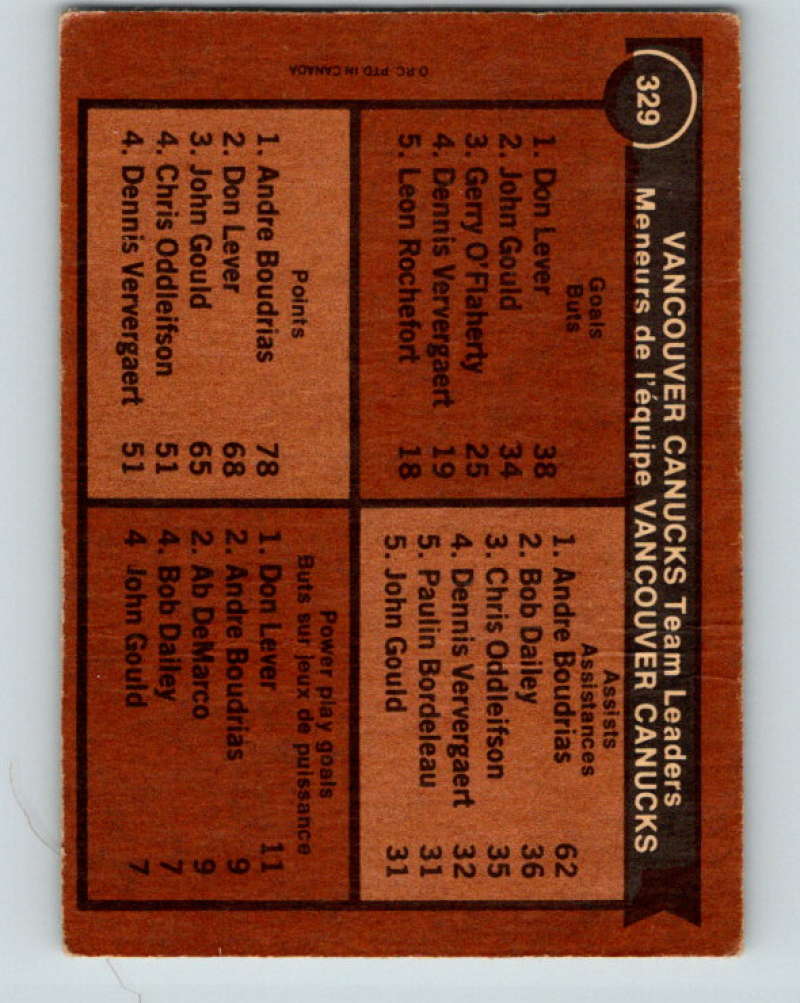 329
VANCOUVER CANUCKS Team Leaders
Meneurs de l'équipe VANCOUVER CANUCKS
Goals
Buts
1. Don Lever 38
2. John Gould 34
3. Gerry O'Flaherty 25
4. Dennis Ververgaert 19
5. Leon Rochefort 18
Assists
Assistances
1. Andre Boudrias 62
2. Bob Dailey 36
3. Chris Oddleifson 35
4. Dennis Ververgaert 32
5. Paulin Bordeleau 31
5. John Gould 31
Points
1. Andre Boudrias 78
2. Don Lever 68
3. John Gould 65
4. Chris Oddleifson 51
4. Dennis Ververgaert 51
Power play goals
Buts sur jeux de puissance
1. Don Lever 11
2. Andre Boudrias 9
2. Ab DeMarco 9
4. Bob Dailey 7
4 John Gould 7
O.P.C. PTD IN CANADA